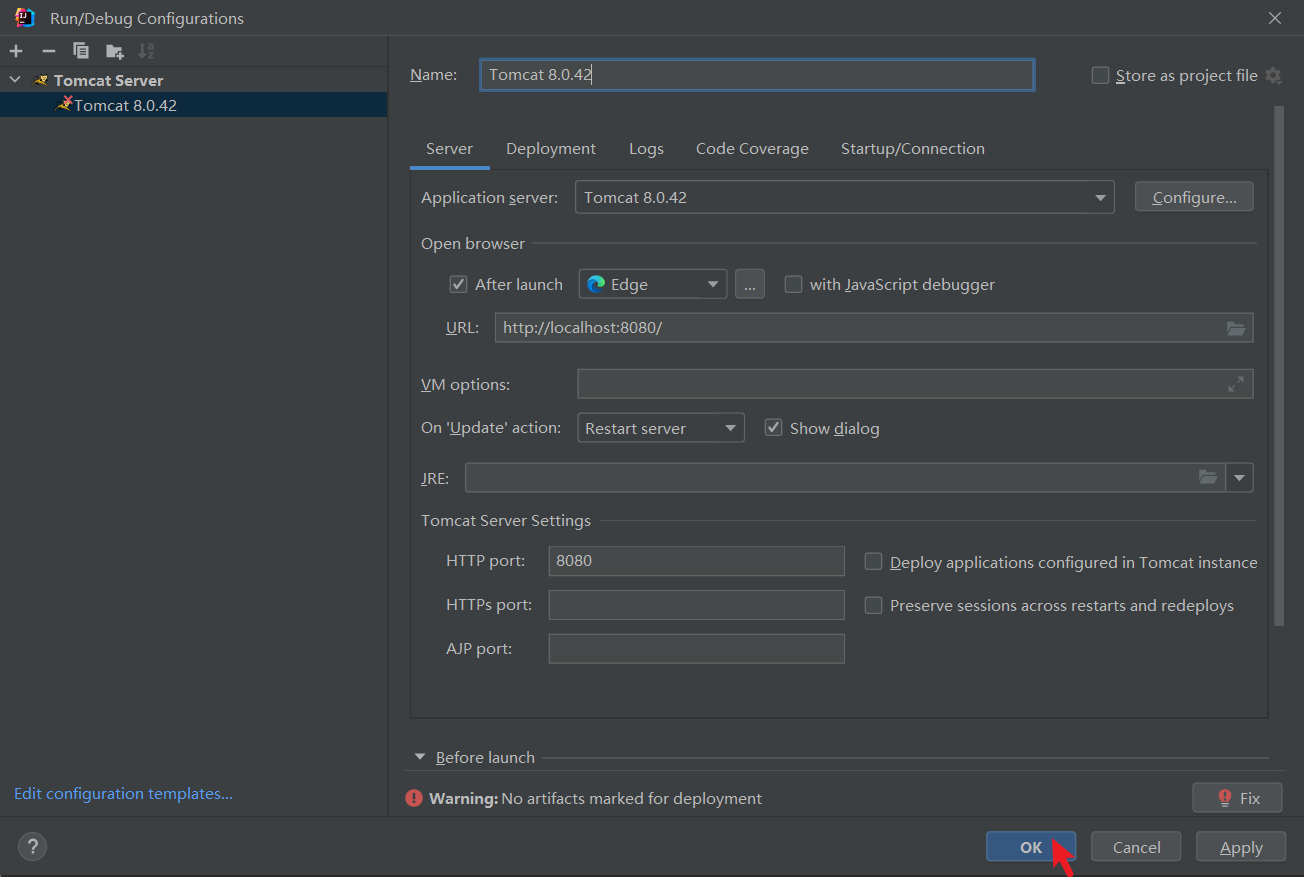 Run/Debug Configurations
Tomcat Server
Tomcat 8.0.42
Name: Tomcat 8.0.42 Store as project file
Server Deployment Logs Code Coverage Startup/Connection
Application server: Tomcat 8.0.42 Configure...
Open browser
After launch Edge ... with JavaScript debugger
URL: http://localhost:8080/
VM options:
On 'Update' action: Restart server Show dialog
JRE:
Tomcat Server Settings
HTTP port: 8080 Deploy applications configured in Tomcat instance
HTTPs port: Preserve sessions across restarts and redeploys
AJP port:
Before launch
Edit configuration templates...
Warning: No artifacts marked for deployment Fix
? OK Cancel Apply